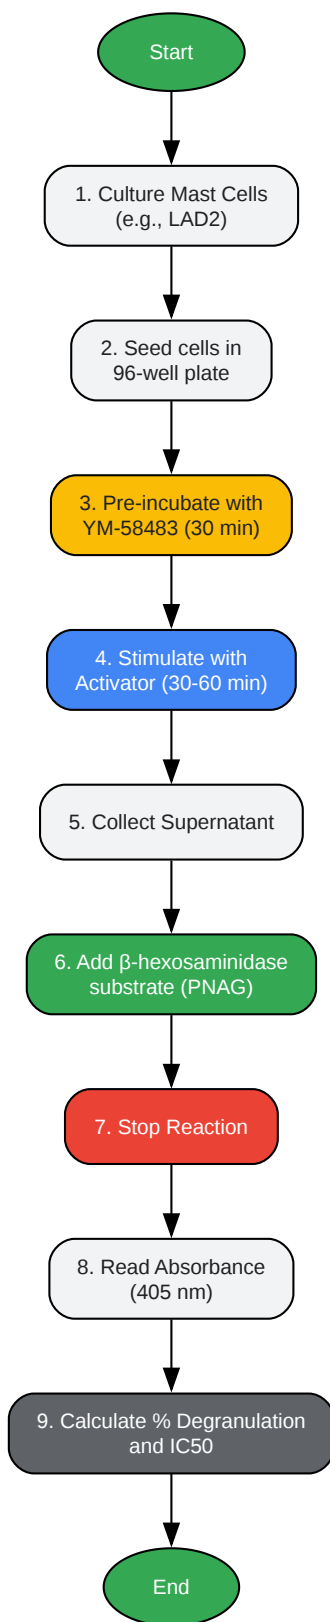 Start
1. Culture Mast Cells
(e.g., LAD2)
2. Seed cells in
96-well plate
3. Pre-incubate with
YM-58483 (30 min)
4. Stimulate with
Activator (30-60 min)
5. Collect Supernatant
6. Add β-hexosaminidase
substrate (PNAG)
7. Stop Reaction
8. Read Absorbance
(405 nm)
9. Calculate % Degranulation
and IC50
End